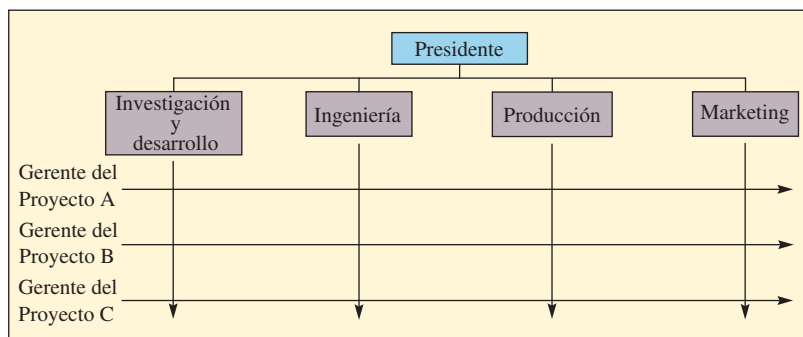 Presidente
Investigación
y
desarrollo
Ingeniería
Producción
Marketing
Gerente del
Proyecto A
Gerente del
Proyecto B
Gerente del
Proyecto C